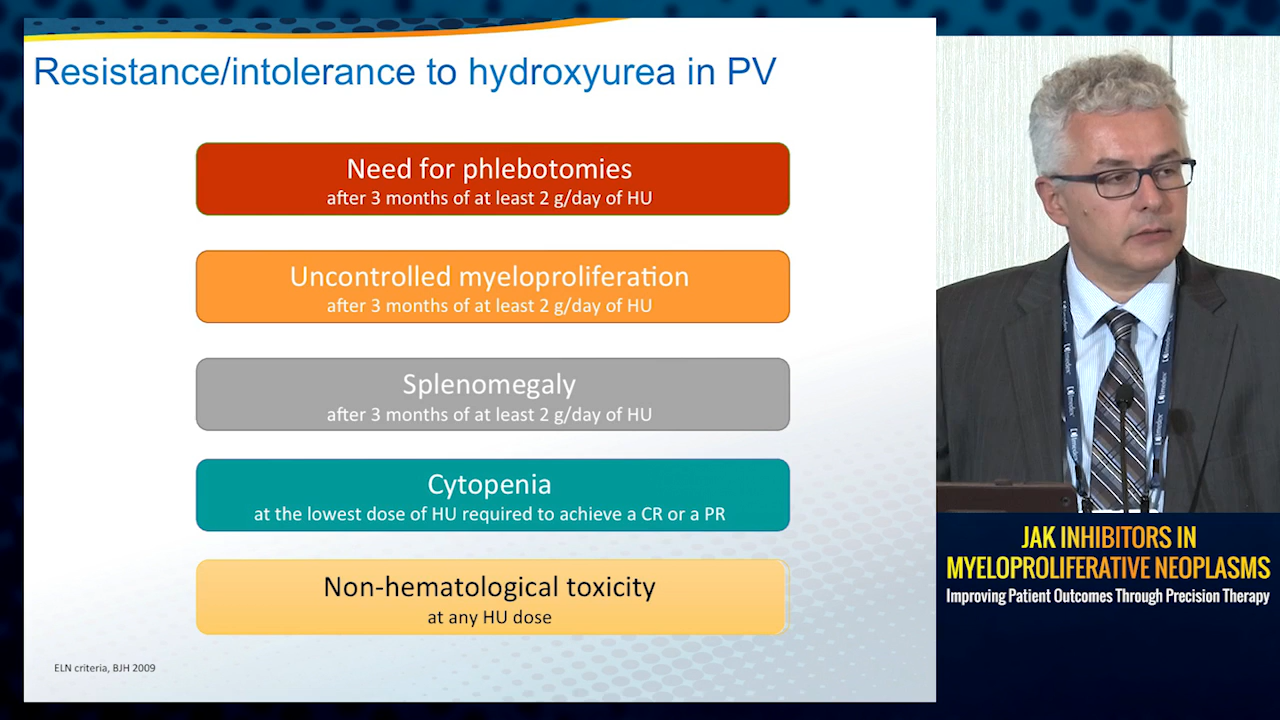 Resistance/intolerance to hydroxyurea in PV
Need for phlebotomies
after 3 months of at least 2 g/day of HU
Uncontrolled myeloproliferation
after 3 months of at least 2 g/day of HU
Splenomegaly
after 3 months of at least 2 g/day of HU
Cytopenia
at the lowest dose of HU required to achieve a CR or a PR
Non-hematological toxicity
at any HU dose
ELN criteria, BJH 2009
JAK INHIBITORS IN
MYELOPROLIFERATIVE NEOPLASMS
Improving Patient Outcomes Through Precision Therapy